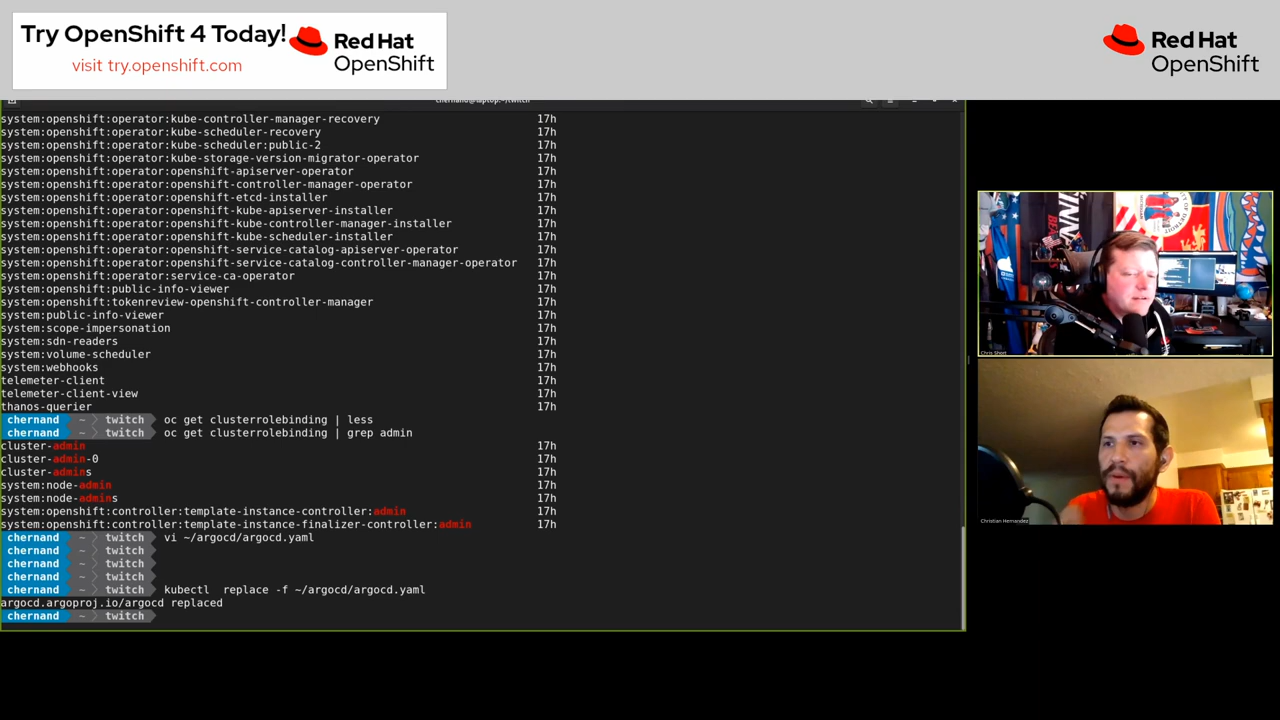 Try OpenShift 4 Today!
visit try.openshift.com
Red Hat
OpenShift
Red Hat
OpenShift
chernand@laptop:~/twitch
system:openshift:operator:kube-controller-manager-recovery 17h
system:openshift:operator:kube-scheduler-recovery 17h
system:openshift:operator:kube-scheduler:public-2 17h
system:openshift:operator:kube-storage-version-migrator-operator 17h
system:openshift:operator:openshift-apiserver-operator 17h
system:openshift:operator:openshift-controller-manager-operator 17h
system:openshift:operator:openshift-etcd-installer 17h
system:openshift:operator:openshift-kube-apiserver-installer 17h
system:openshift:operator:openshift-kube-controller-manager-installer 17h
system:openshift:operator:openshift-kube-scheduler-installer 17h
system:openshift:operator:openshift-service-catalog-apiserver-operator 17h
system:openshift:operator:openshift-service-catalog-controller-manager-operator 17h
system:openshift:operator:service-ca-operator 17h
system:openshift:public-info-viewer 17h
system:openshift:tokenreview-openshift-controller-manager 17h
system:public-info-viewer 17h
system:scope-impersonation 17h
system:sdn-readers 17h
system:volume-scheduler 17h
system:webhooks 17h
telemeter-client 17h
telemeter-client-view 17h
thanos-querier 17h
chernand ~ twitch oc get clusterrolebinding | less
chernand ~ twitch oc get clusterrolebinding | grep admin
cluster-admin 17h
cluster-admin-0 17h
cluster-admins 17h
system:node-admin 17h
system:node-admins 17h
system:openshift:controller:template-instance-controller:admin 17h
system:openshift:controller:template-instance-finalizer-controller:admin 17h
chernand ~ twitch vi ~/argocd/argocd.yaml
chernand ~ twitch
chernand ~ twitch
chernand ~ twitch
chernand ~ twitch kubectl  replace -f ~/argocd/argocd.yaml
argocd.argoproj.io/argocd replaced
chernand ~ twitch
Chris Short
Christian Hernandez